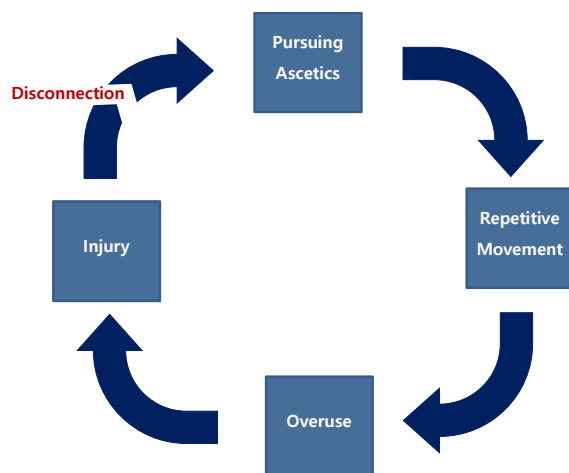 Pursuing
Ascetics
Disconnection
Repetitive
Movement
Injury
Overuse